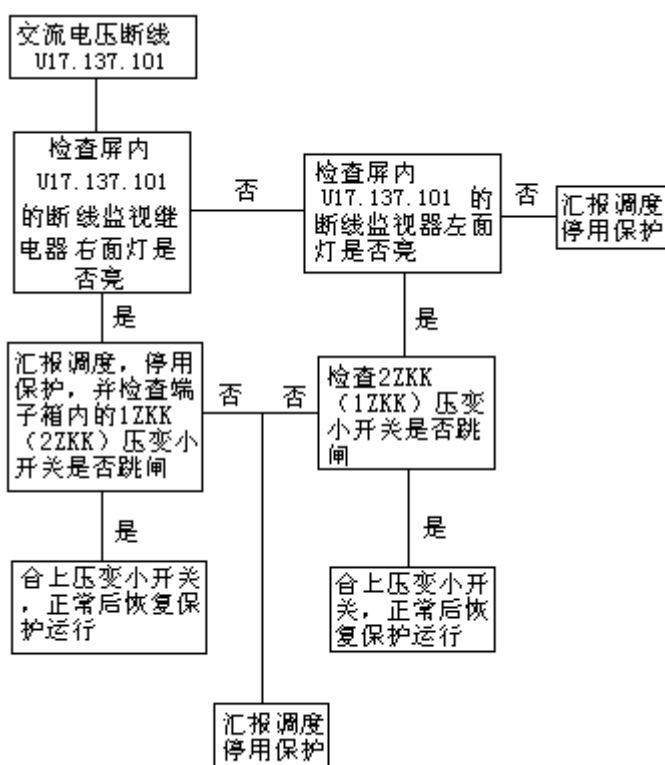 交流电压断线
U17.137.101
检查屏内
U17.137.101
的断线监视继
电器右面灯是
否亮
否
检查屏内
U17.137.101 的
断线监视器左面
灯是否亮
否
汇报调度
停用保护
是
是
汇报调度，停用
保护，并检查端
子箱内的1ZKK
（2ZKK）压变小
开关是否跳闸
否
否
检查2ZKK
（1ZKK）压变
小开关是否跳
闸
是
是
合上压变小开关
，正常后恢复保
护运行
合上压变小开
关，正常后恢
复保护运行
汇报调度
停用保护